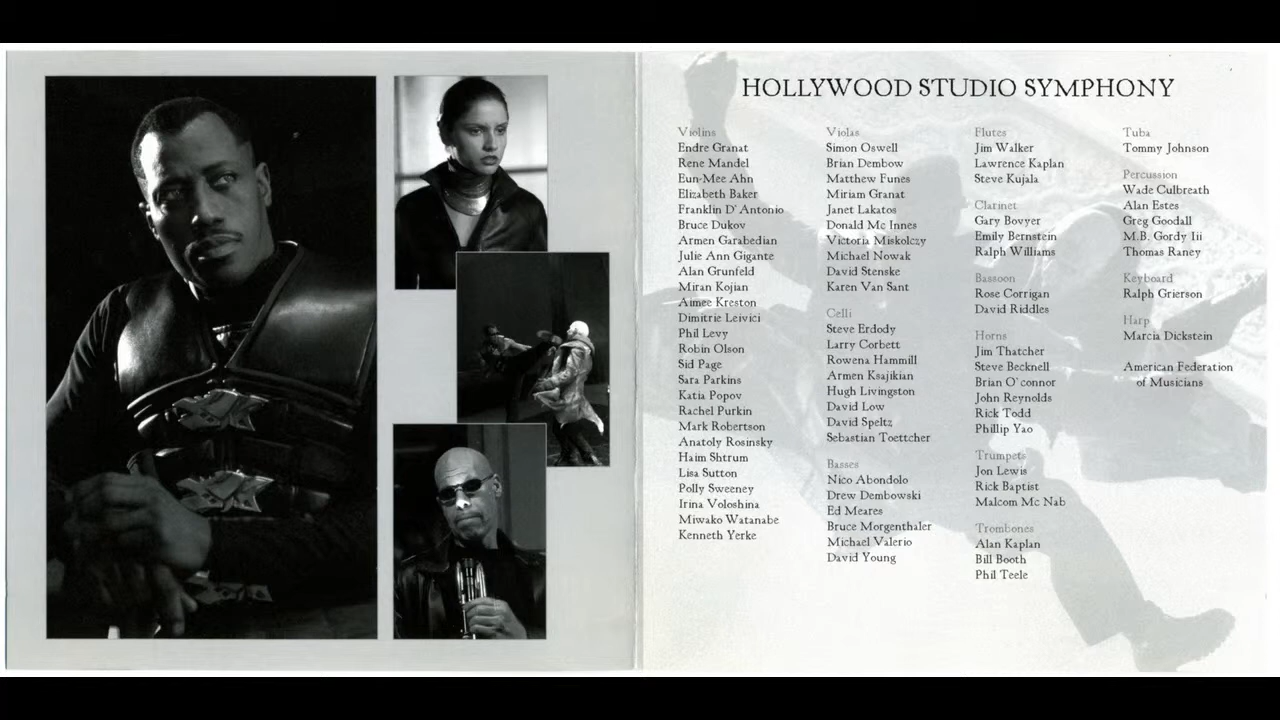 HOLLYWOOD STUDIO SYMPHONY
Violins
Endre Granat
Rene Mandel
Eun-Mee Ahn
Elizabeth Baker
Franklin D' Antonio
Bruce Dukov
Armen Garabedian
Julie Ann Gigante
Alan Grunfeld
Miran Kojian
Aimee Kreston
Dimitrie Leivici
Phil Levy
Robin Olson
Sid Page
Sara Parkins
Katia Popov
Rachel Purkin
Mark Robertson
Anatoly Rosinsky
Haim Shtrum
Lisa Sutton
Polly Sweeney
Irina Voloshina
Miwako Watanabe
Kenneth Yerke
Violas
Simon Oswell
Brian Dembow
Matthew Funes
Miriam Granat
Janet Lakatos
Donald Mc Innes
Victoria Miskolczy
Michael Nowak
David Stenske
Karen Van Sant
Celli
Steve Erdody
Larry Corbett
Rowena Hammill
Armen Ksajikian
Hugh Livingston
David Low
David Speltz
Sebastian Toettcher
Basses
Nico Abondolo
Drew Dembowski
Ed Meares
Bruce Morgenthaler
Michael Valerio
David Young
Flutes
Jim Walker
Lawrence Kaplan
Steve Kujala
Clarinet
Gary Bovyer
Emily Bernstein
Ralph Williams
Bassoon
Rose Corrigan
David Riddles
Horns
Jim Thatcher
Steve Becknell
Brian O'connor
John Reynolds
Rick Todd
Phillip Yao
Trumpets
Jon Lewis
Rick Baptist
Malcom Mc Nab
Trombones
Alan Kaplan
Bill Booth
Phil Teele
Tuba
Tommy Johnson
Percussion
Wade Culbreath
Alan Estes
Greg Goodall
M.B. Gordy Iii
Thomas Raney
Keyboard
Ralph Grierson
Harp
Marcia Dickstein
American Federation
of Musicians